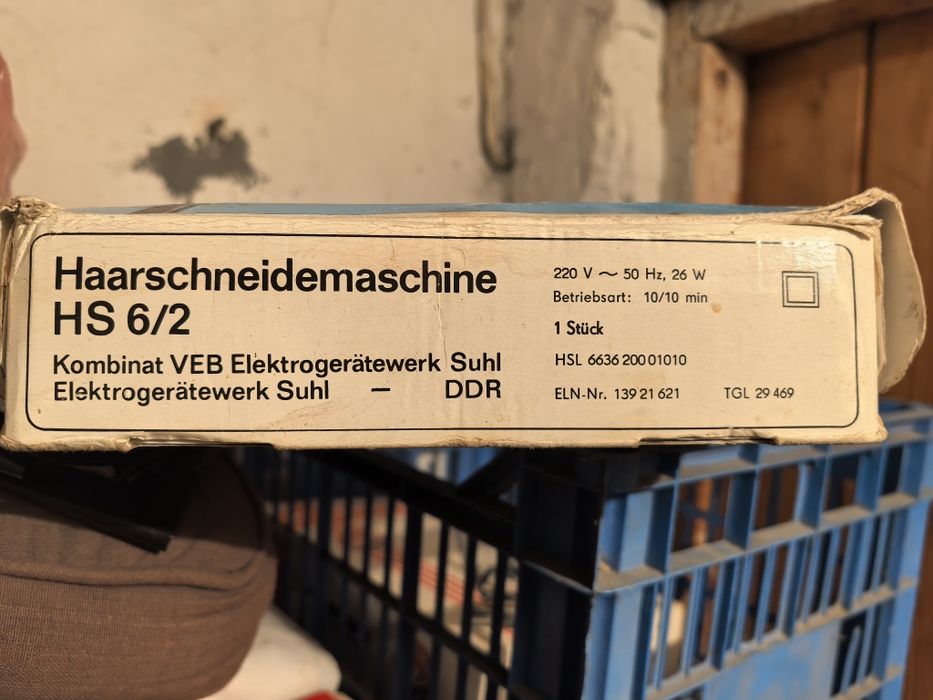 Haarschneidemaschine
HS 6/2
Kombinat VEB Elektrogerätewerk Suhl
Elektrogerätewerk Suhl — DDR
220 V ~ 50 Hz, 26 W
Betriebsart: 10/10 min
1 Stück
HSL 6636 200 01010
ELN-Nr. 139 21 621 TGL 29 469